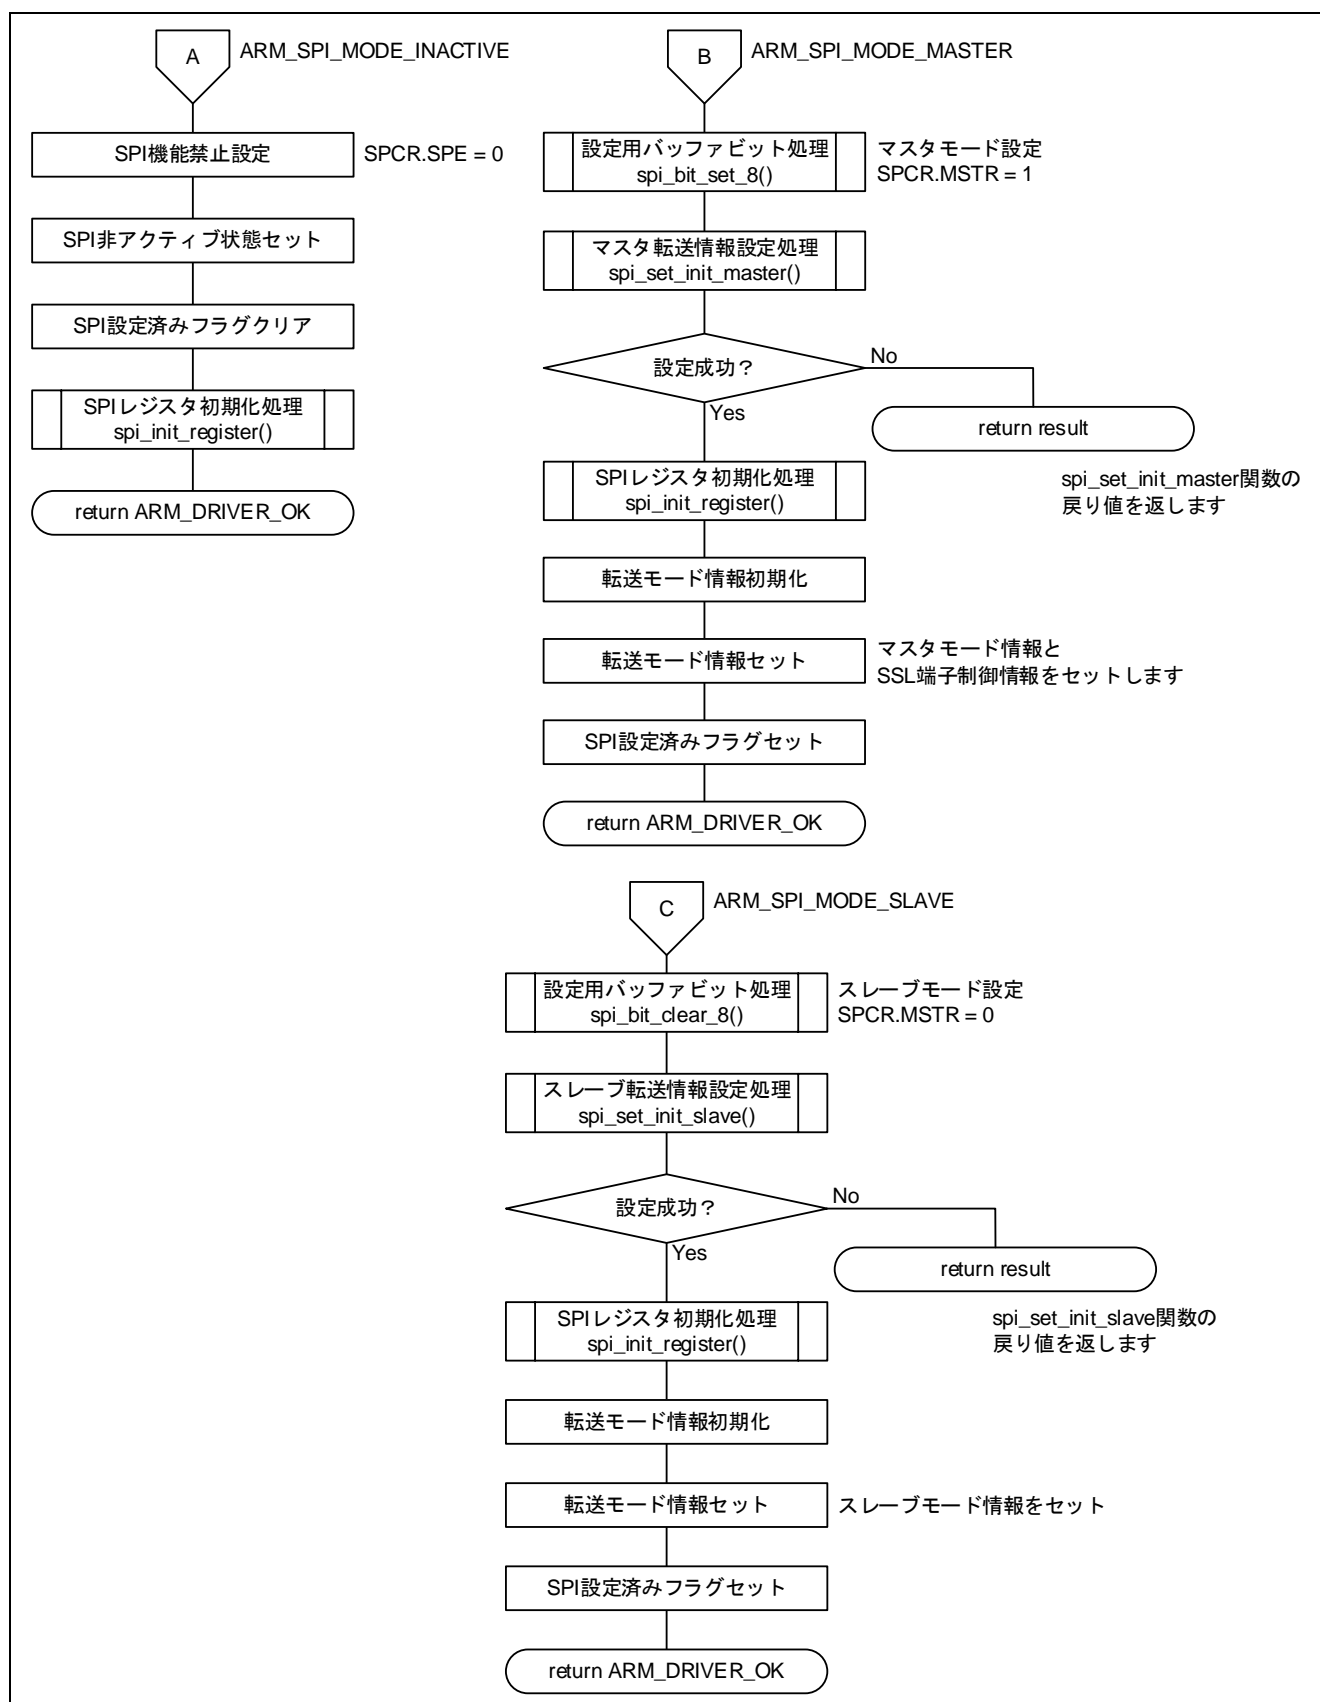 A
ARM_SPI_MODE_INACTIVE
SPI機能禁止設定
SPCR.SPE = 0
SPI非アクティブ状態セット
SPI設定済みフラグクリア
SPIレジスタ初期化処理
spi_init_register()
return ARM_DRIVER_OK
B
ARM_SPI_MODE_MASTER
設定用バッファビット処理
spi_bit_set_8()
マスタモード設定
SPCR.MSTR = 1
マスタ転送情報設定処理
spi_set_init_master()
設定成功？
No
Yes
return result
spi_set_init_master関数の
戻り値を返します
SPIレジスタ初期化処理
spi_init_register()
転送モード情報初期化
転送モード情報セット
マスタモード情報と
SSL端子制御情報をセットします
SPI設定済みフラグセット
return ARM_DRIVER_OK
C
ARM_SPI_MODE_SLAVE
設定用バッファビット処理
spi_bit_clear_8()
スレーブモード設定
SPCR.MSTR = 0
スレーブ転送情報設定処理
spi_set_init_slave()
設定成功？
No
Yes
return result
spi_set_init_slave関数の
戻り値を返します
SPIレジスタ初期化処理
spi_init_register()
転送モード情報初期化
転送モード情報セット
スレーブモード情報をセット
SPI設定済みフラグセット
return ARM_DRIVER_OK